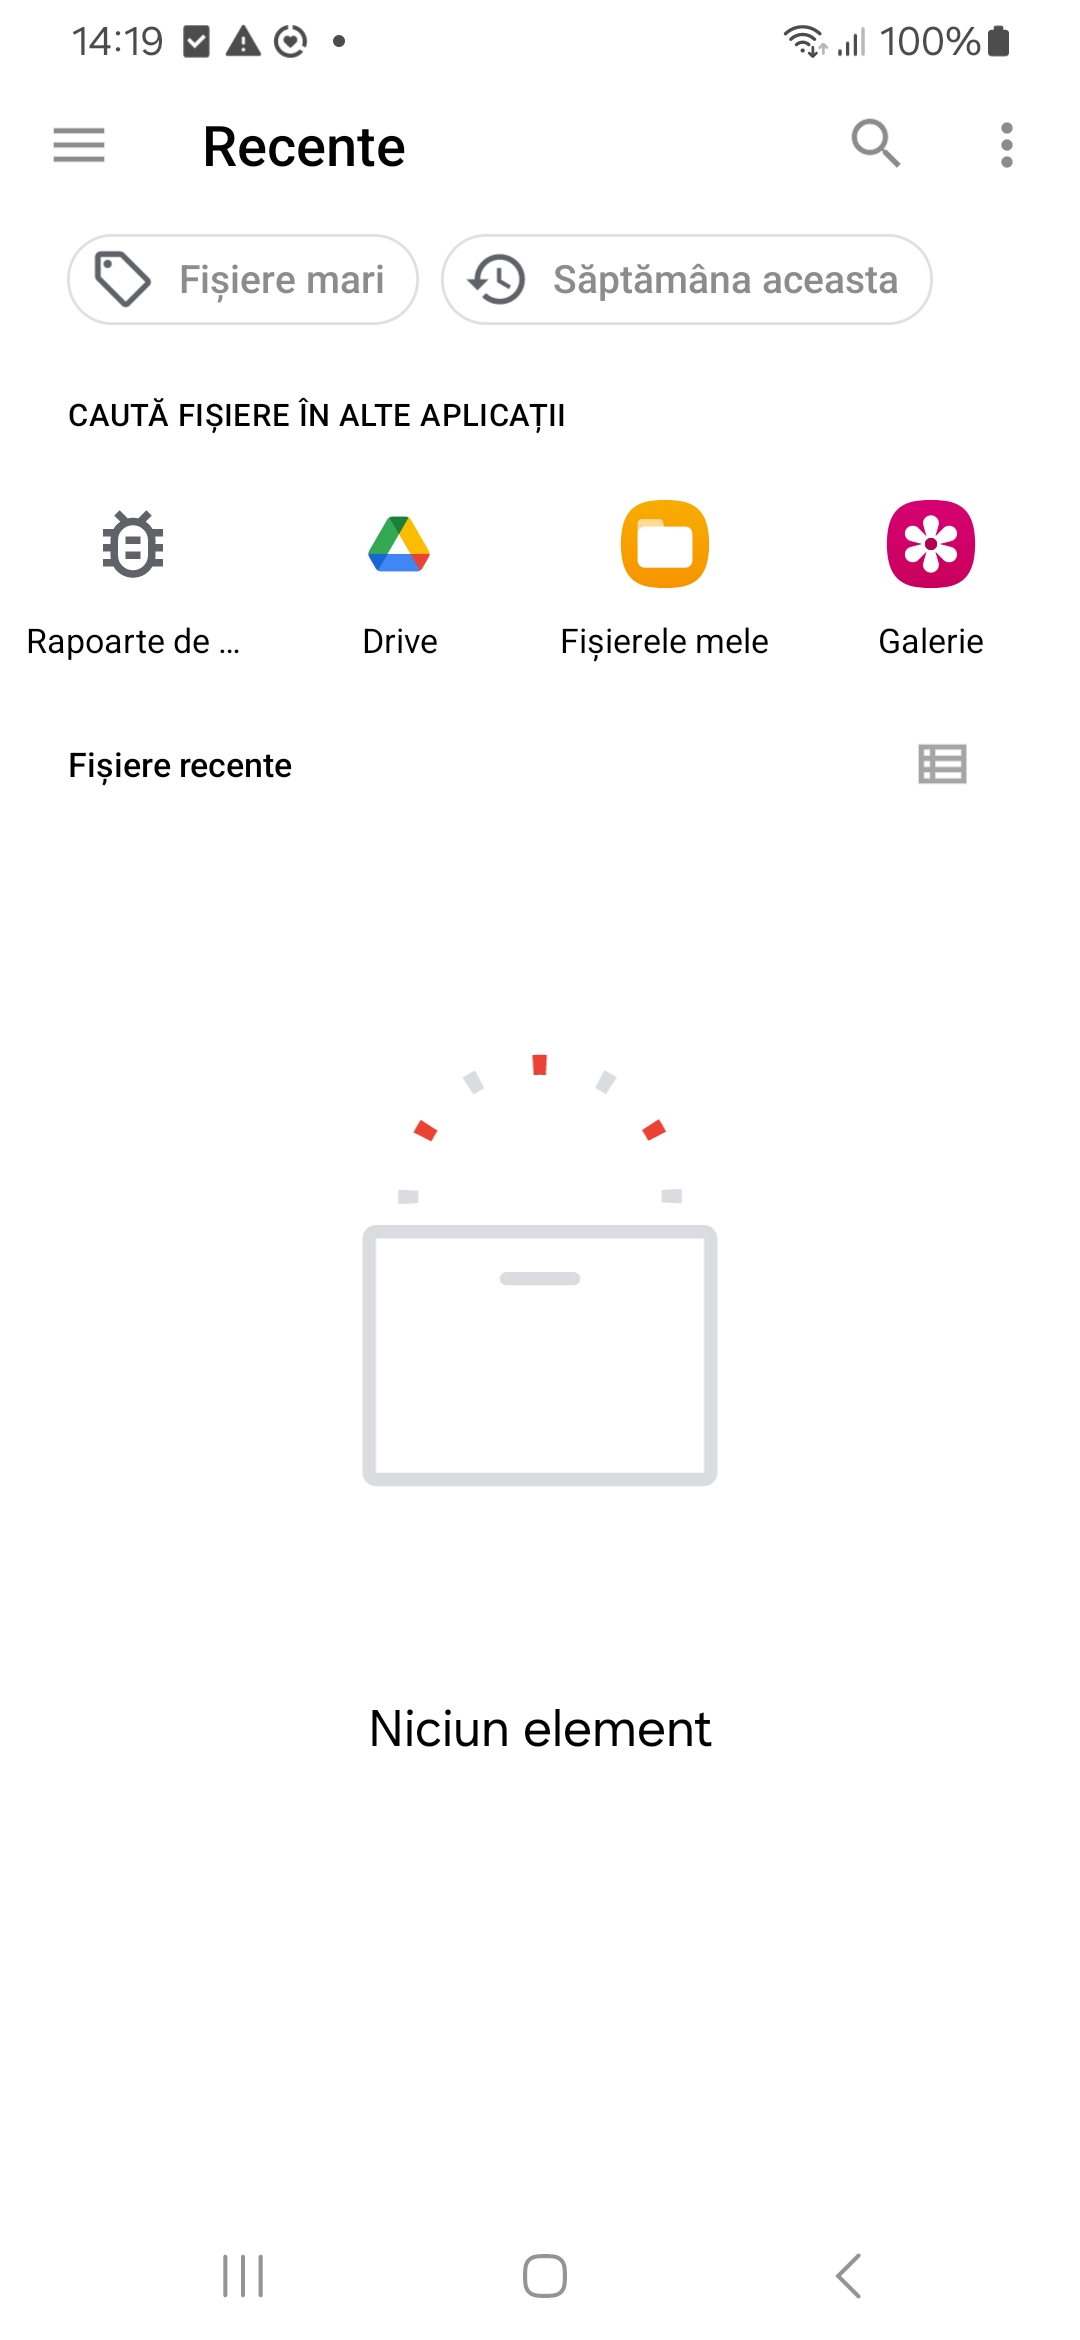 14:19
100%
Recente
Fișiere mari
Săptămâna aceasta
CAUTĂ FIȘIERE ÎN ALTE APLICAȚII
Rapoarte de ...
Drive
Fișierele mele
Galerie
Fișiere recente
Niciun element